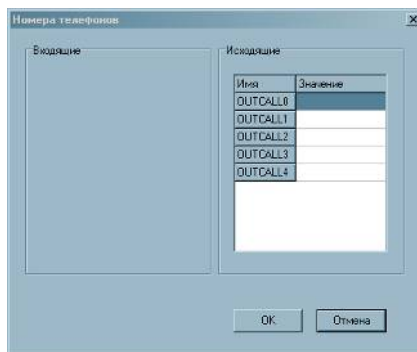 Номера телефонов
Входящие
Исходящие
Имя Значение
OUTCALL0
OUTCALL1
OUTCALL2
OUTCALL3
OUTCALL4
OK Отмена